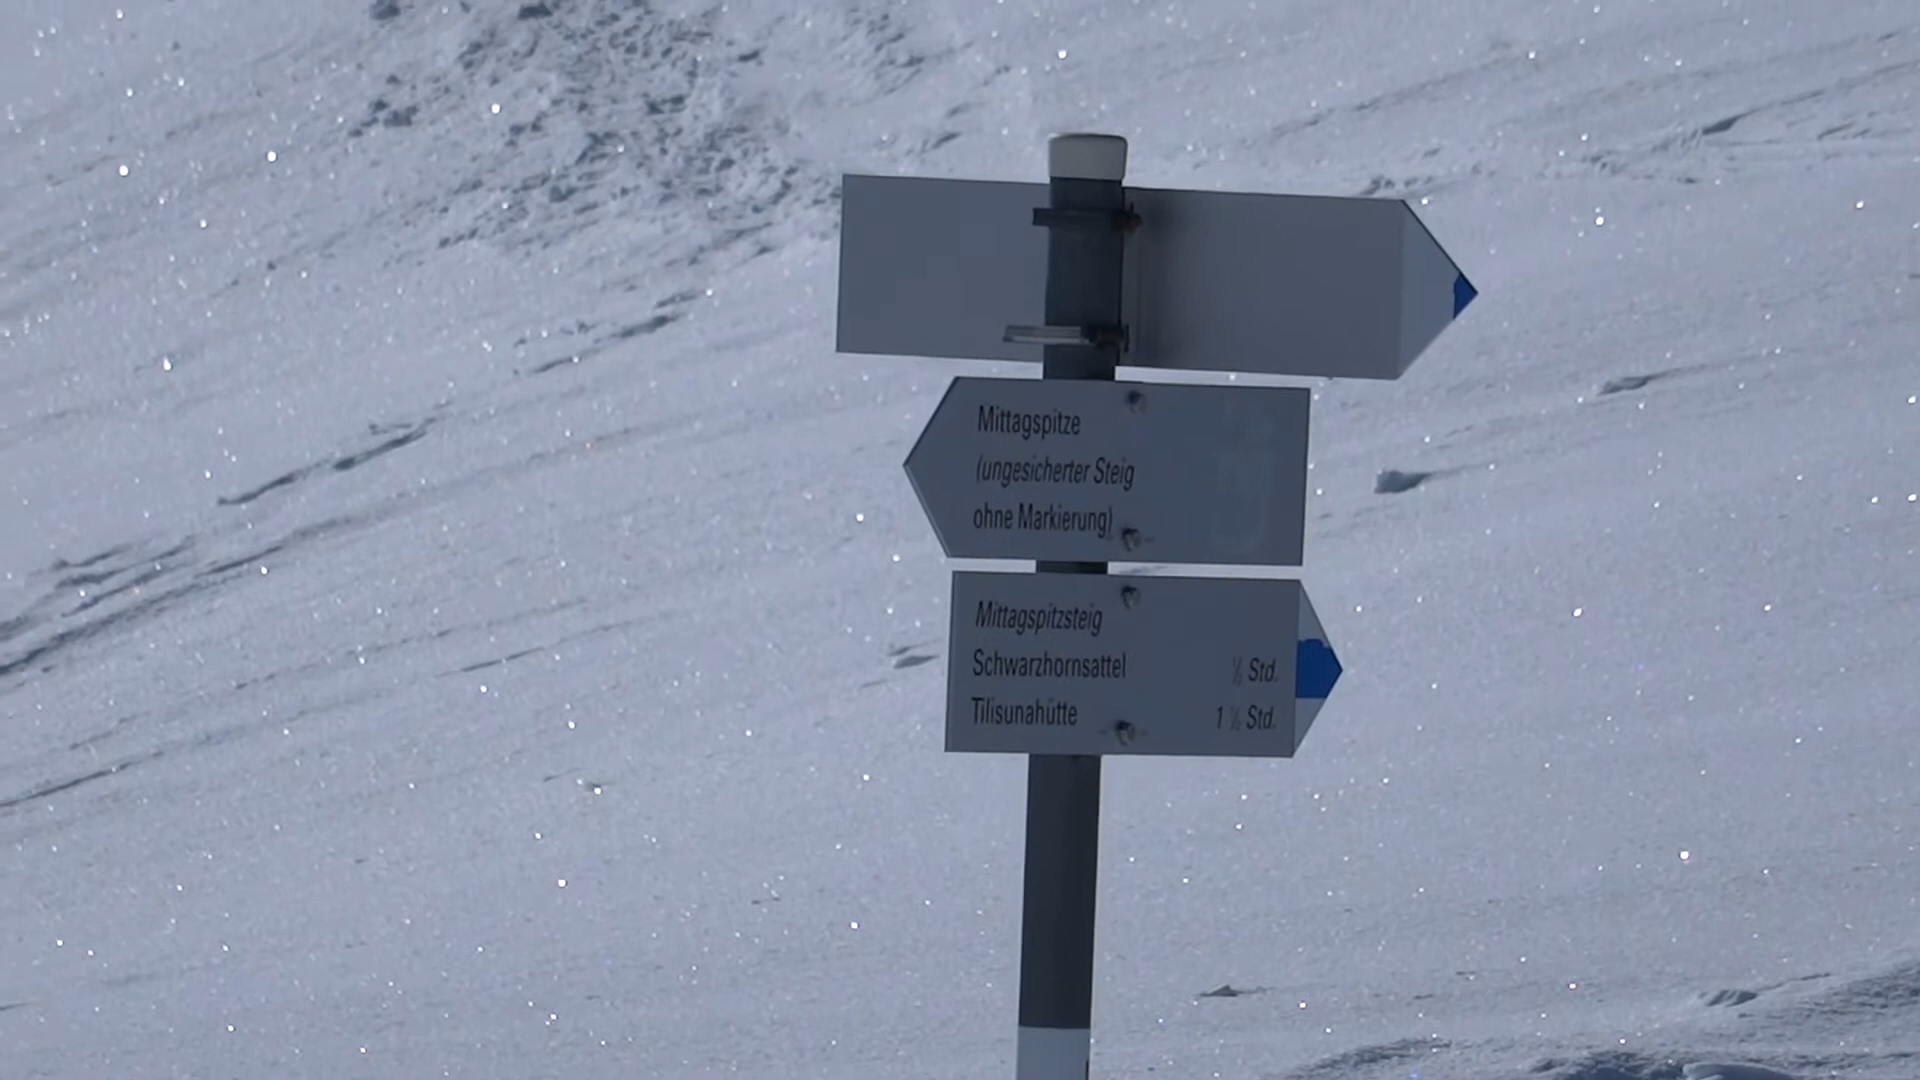 Mittagspitze
(ungesicherter Steig
ohne Markierung)
Mittagspitzsteig
Schwarzhornsattel ½ Std.
Tilisunahütte 1 ½ Std.